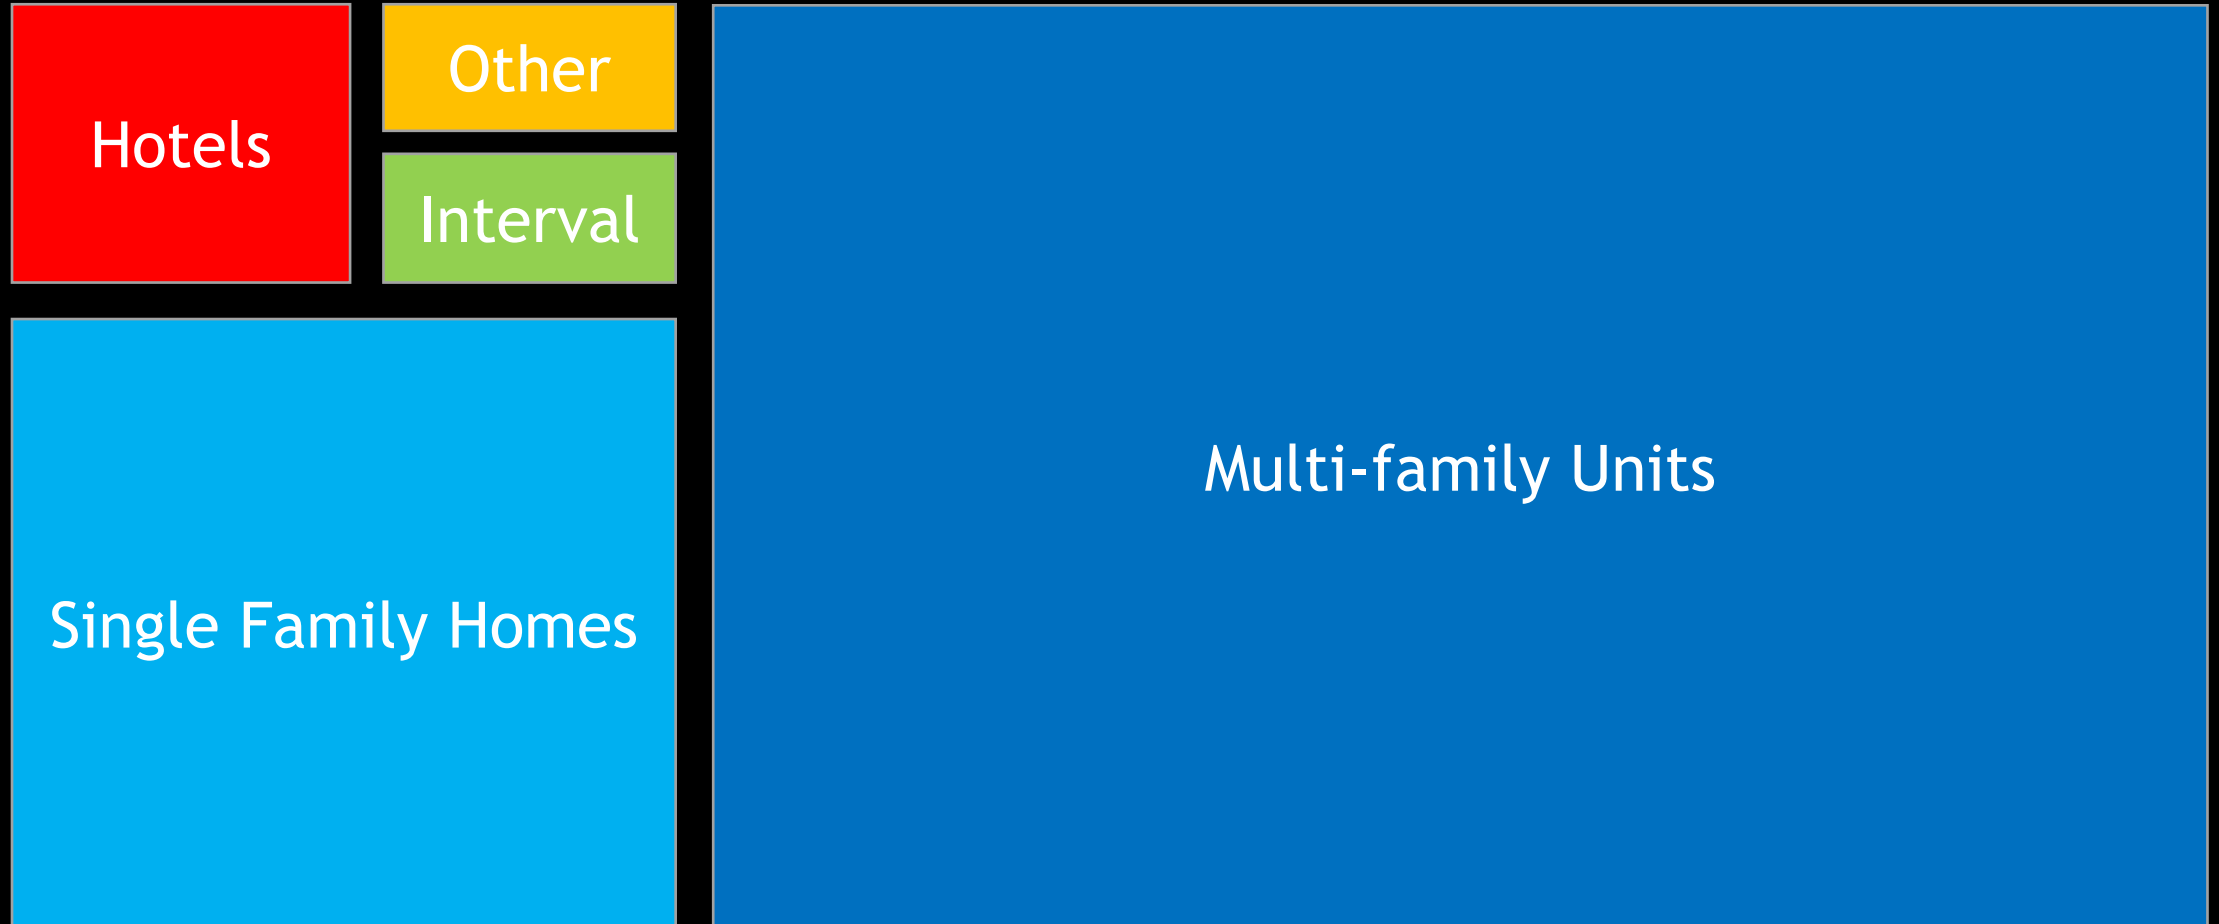 Hotels
Other
Interval
Single Family Homes
Multi-family Units